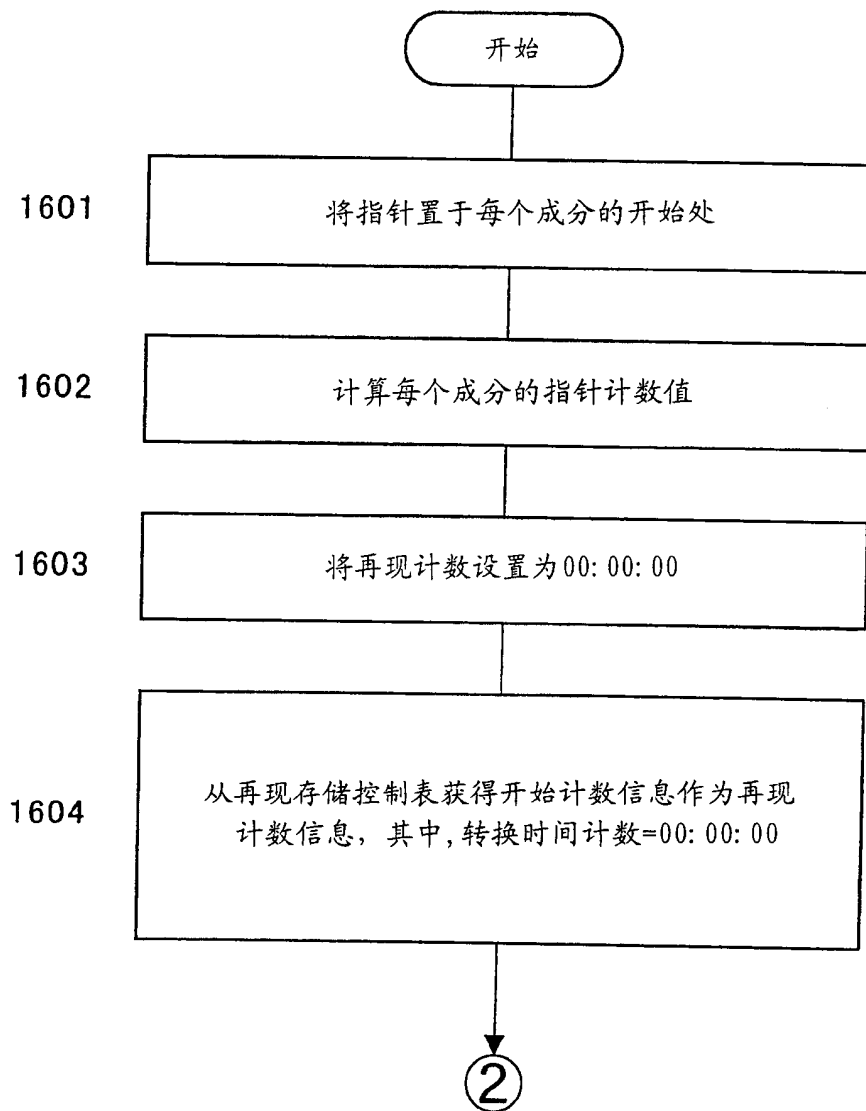 开始
1601
将指针置于每个成分的开始处
1602
计算每个成分的指针计数值
1603
将再现计数设置为00:00:00
1604
从再现存储控制表获得开始计数信息作为再现
计数信息，其中,转换时间计数=00:00:00
②